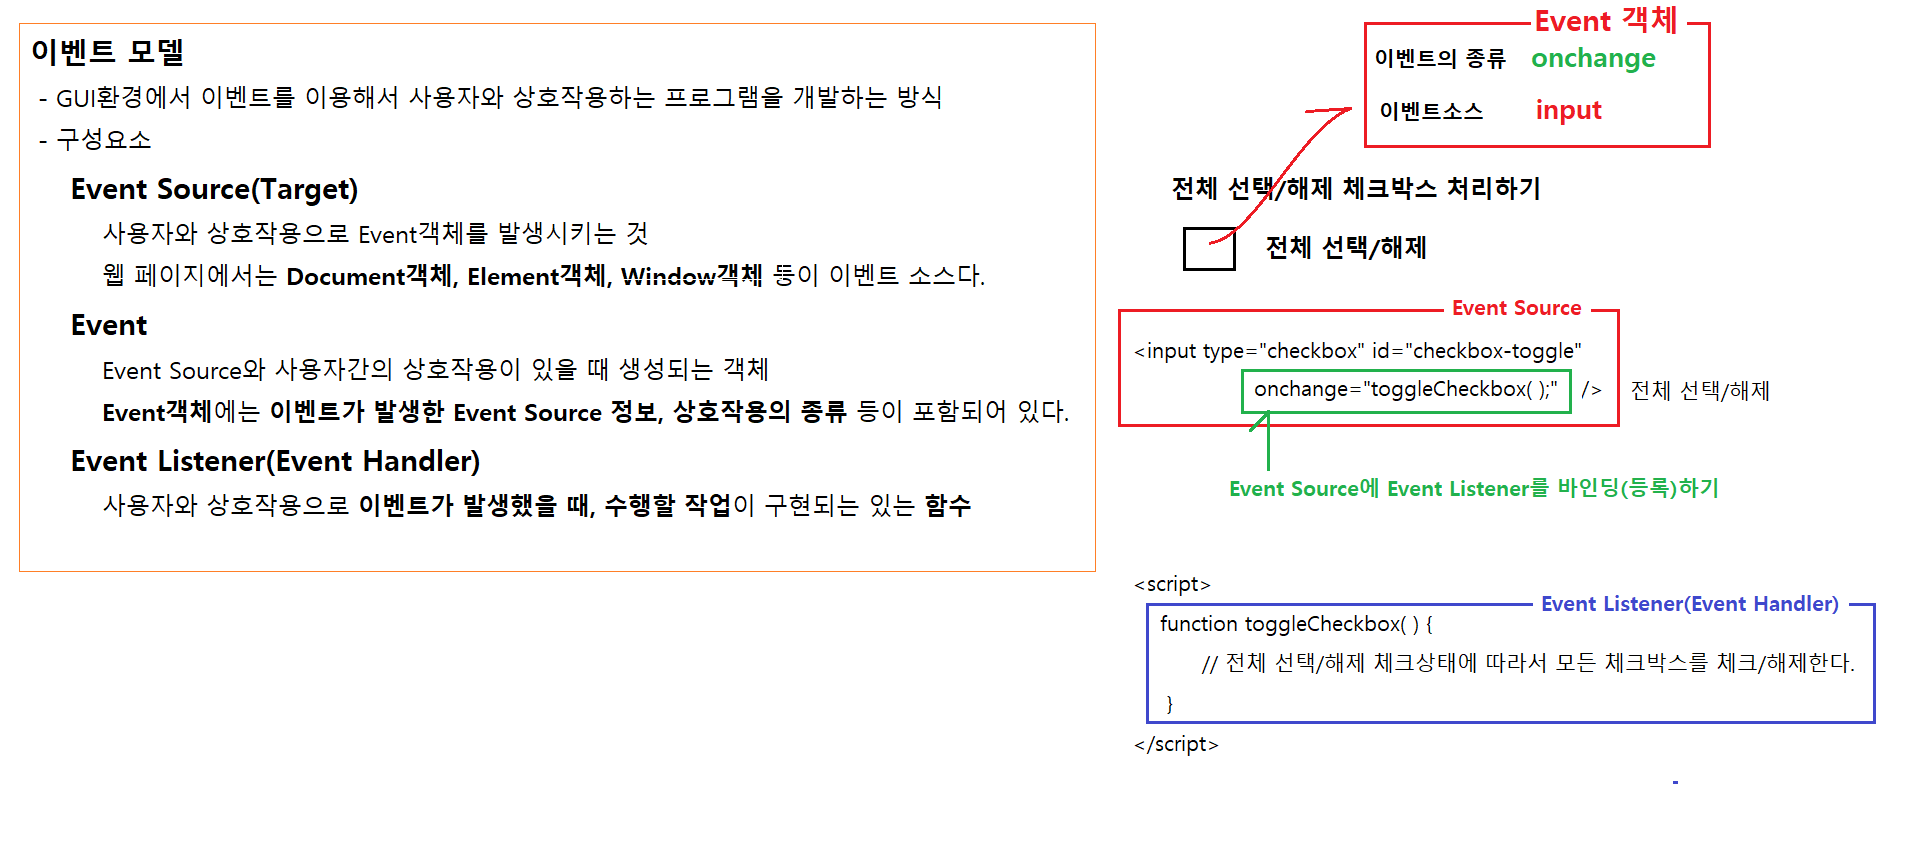 이벤트 모델
- GUI환경에서 이벤트를 이용해서 사용자와 상호작용하는 프로그램을 개발하는 방식
- 구성요소
Event Source(Target)
사용자와 상호작용으로 Event객체를 발생시키는 것
웹 페이지에서는 Document객체, Element객체, Window객체 등이 이벤트 소스다.
Event
Event Source와 사용자간의 상호작용이 있을 때 생성되는 객체
Event객체에는 이벤트가 발생한 Event Source 정보, 상호작용의 종류 등이 포함되어 있다.
Event Listener(Event Handler)
사용자와 상호작용으로 이벤트가 발생했을 때, 수행할 작업이 구현되는 있는 함수
Event 객체
이벤트의 종류 onchange
이벤트소스 input
전체 선택/해제 체크박스 처리하기
전체 선택/해제
Event Source
<input type="checkbox" id="checkbox-toggle"
onchange="toggleCheckbox( );" /> 전체 선택/해제
Event Source에 Event Listener를 바인딩(등록)하기
<script>
Event Listener(Event Handler)
function toggleCheckbox( ) {
// 전체 선택/해제 체크상태에 따라서 모든 체크박스를 체크/해제한다.
}
</script>